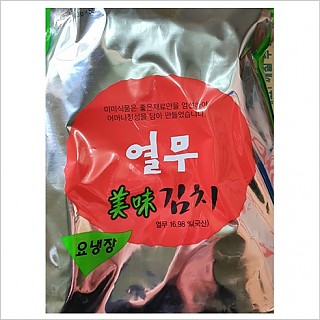 미미식품은 좋은재료만을 엄선하여
어머니정성을 담아 만들었습니다.
열무
美味김치
열무 16.98 %(국산)
요냉장